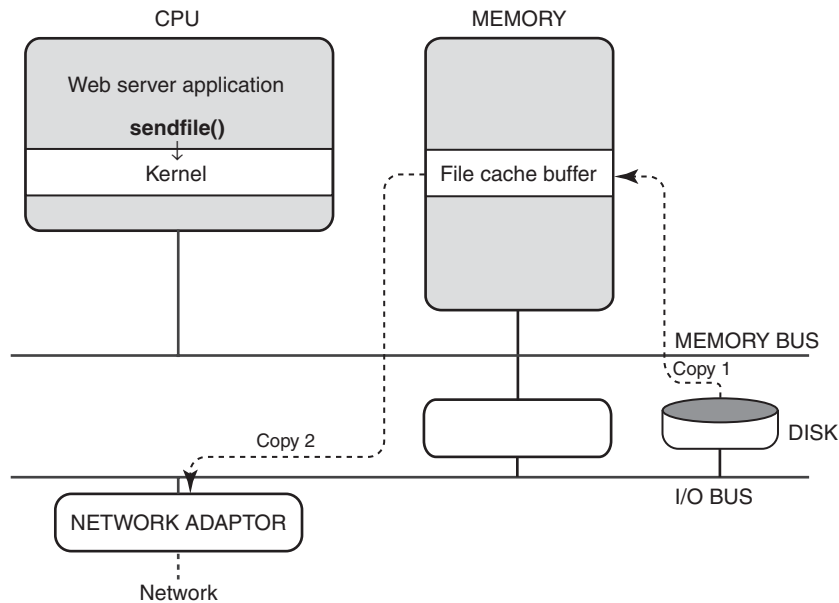 CPU
MEMORY
Web server application
sendfile()
Kernel
File cache buffer
MEMORY BUS
Copy 1
Copy 2
DISK
I/O BUS
NETWORK ADAPTOR
Network